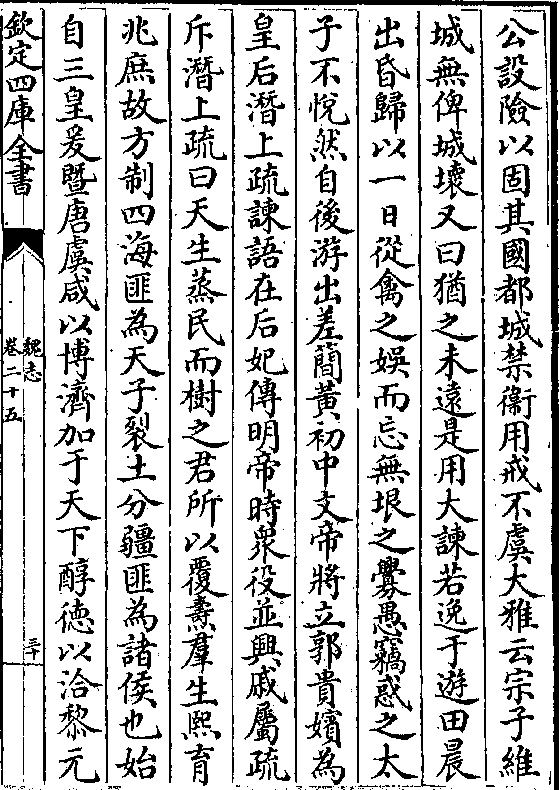 公設險以固其國都城禁衞用戒不虞大雅云宗子維
城無俾城壞又曰猶之未遠是用大諫若逸于遊田晨
出昏歸以一日從禽之娱而忘無垠之釁愚竊惑之太
子不悅然自後游出差簡黃初中文帝將立郭貴嬪為
皇后潛上疏諫語在后妃傳明帝時衆役並興戚屬疏
斥潛上疏曰天生蒸民而樹之君所以覆燾羣生熙育
兆庶故方制四海匪為天子裂土分疆匪為諸侯也始
自三皇爰暨唐虞咸以博濟加于天下醇徳以洽黎元
欽定四庫全書
魏志
卷二十五
三十